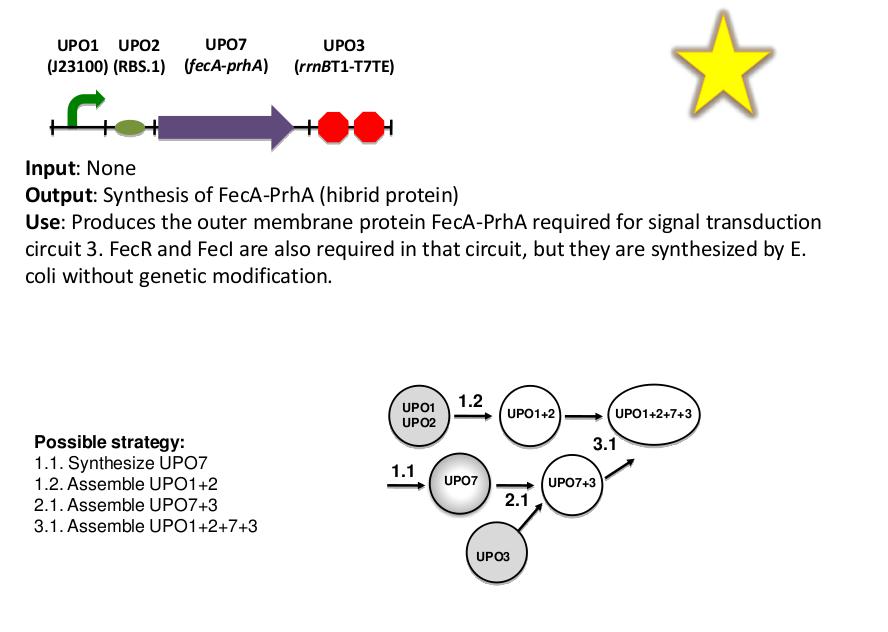 UPO1 UPO2 UPO7 UPO3
(J23100) (RBS.1) (fecA-prhA) (rrnBT1-T7TE)
Input: None
Output: Synthesis of FecA-PrhA (hibrid protein)
Use: Produces the outer membrane protein FecA-PrhA required for signal transduction
circuit 3. FecR and FecI are also required in that circuit, but they are synthesized by E.
coli without genetic modification.
Possible strategy:
1.1. Synthesize UPO7
1.2. Assemble UPO1+2
2.1. Assemble UPO7+3
3.1. Assemble UPO1+2+7+3
UPO1
UPO2
1.2
UPO1+2
UPO1+2+7+3
3.1
1.1
UPO7
2.1
UPO7+3
UPO3